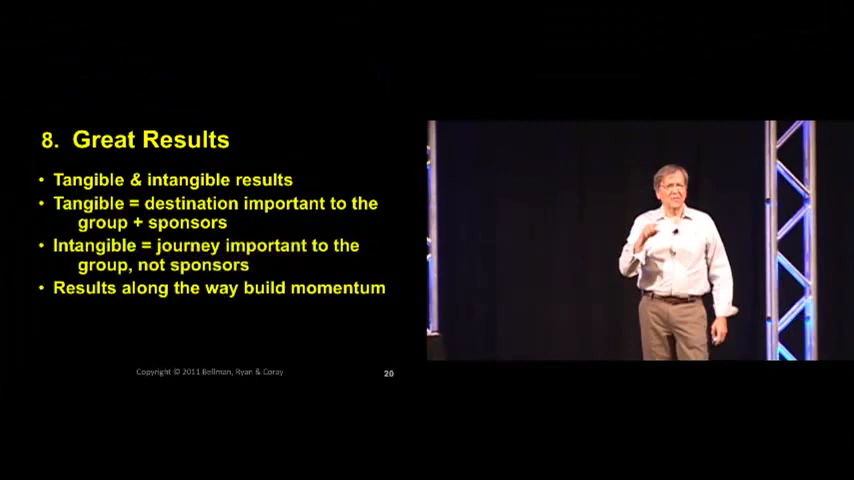 8. Great Results
• Tangible & intangible results
• Tangible = destination important to the
group + sponsors
• Intangible = journey important to the
group, not sponsors
• Results along the way build momentum
Copyright © 2011 Bellman, Ryan & Coray
20